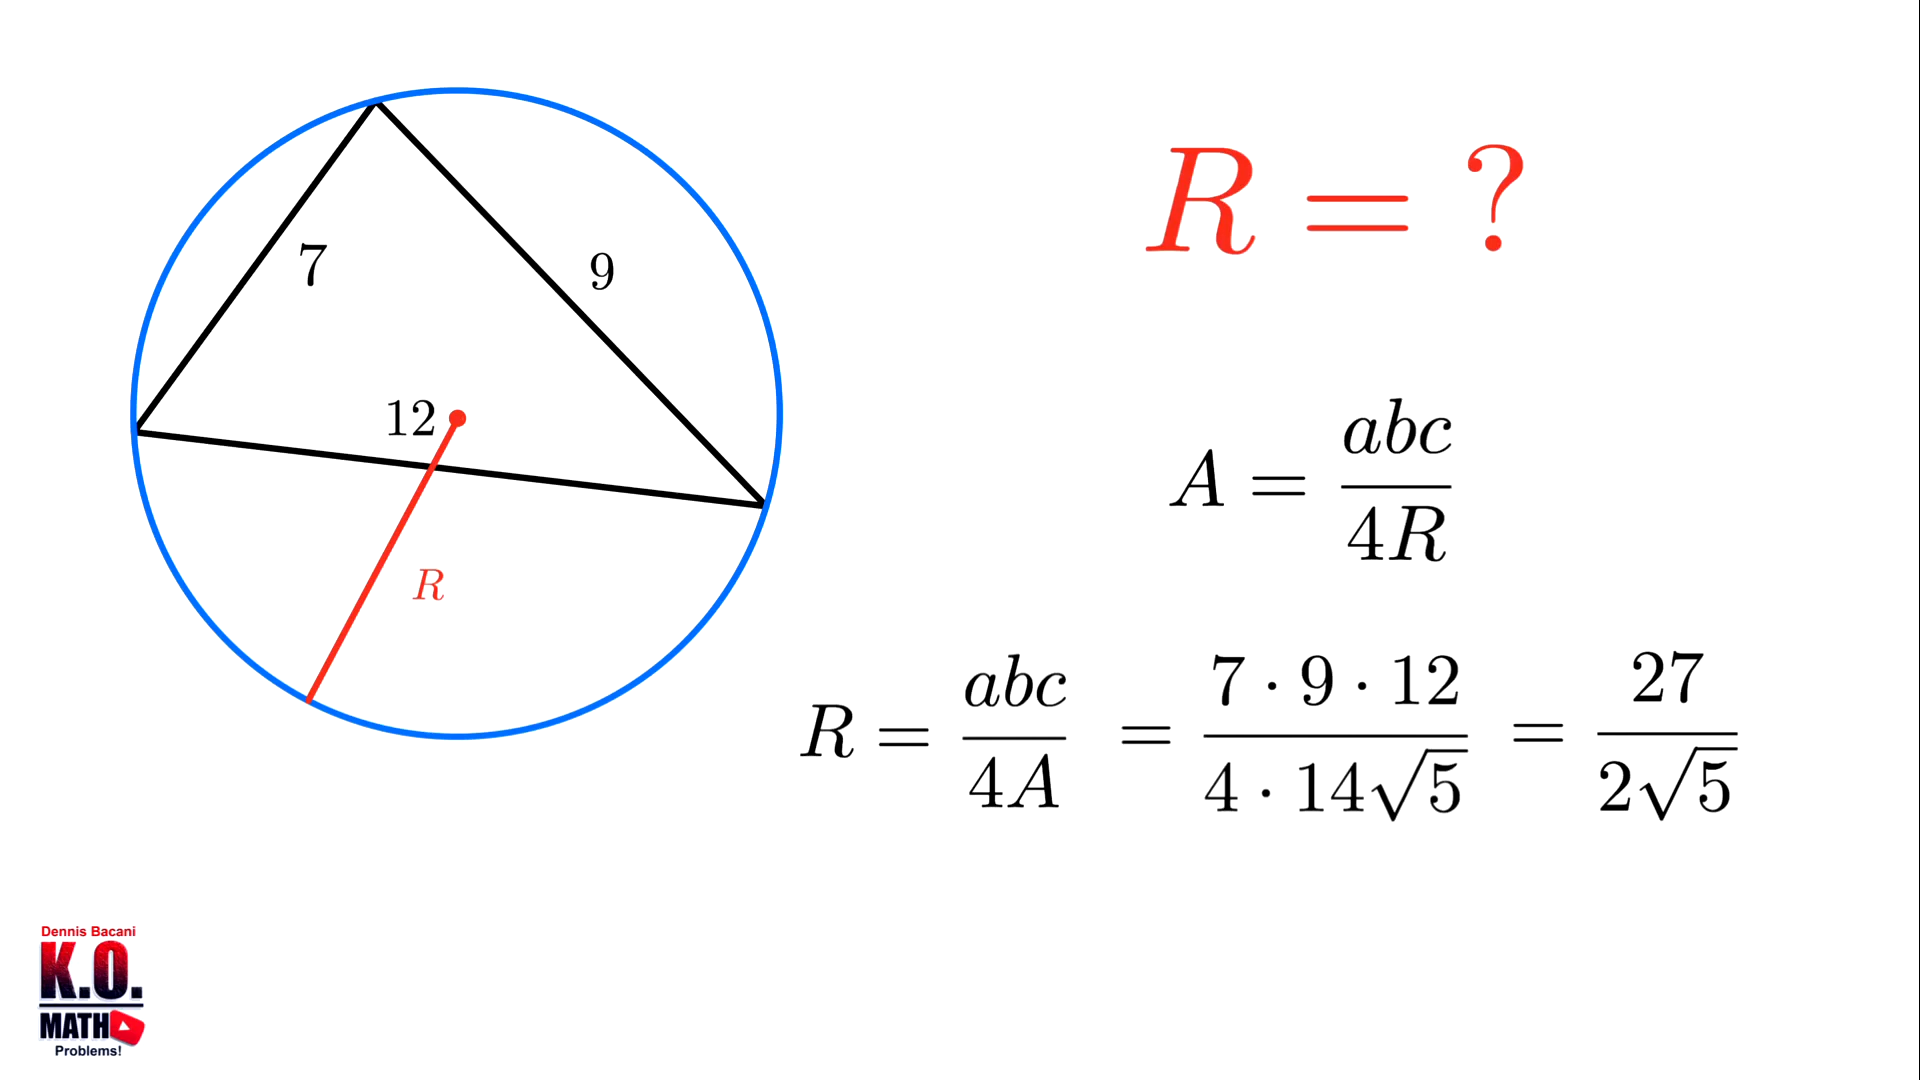 R = ?
7
9
12
R
A = abc / 4R
R = abc / 4A = 7 · 9 · 12 / 4 · 14√5 = 27 / 2√5
Dennis Bacani
K.O.
MATH
Problems!